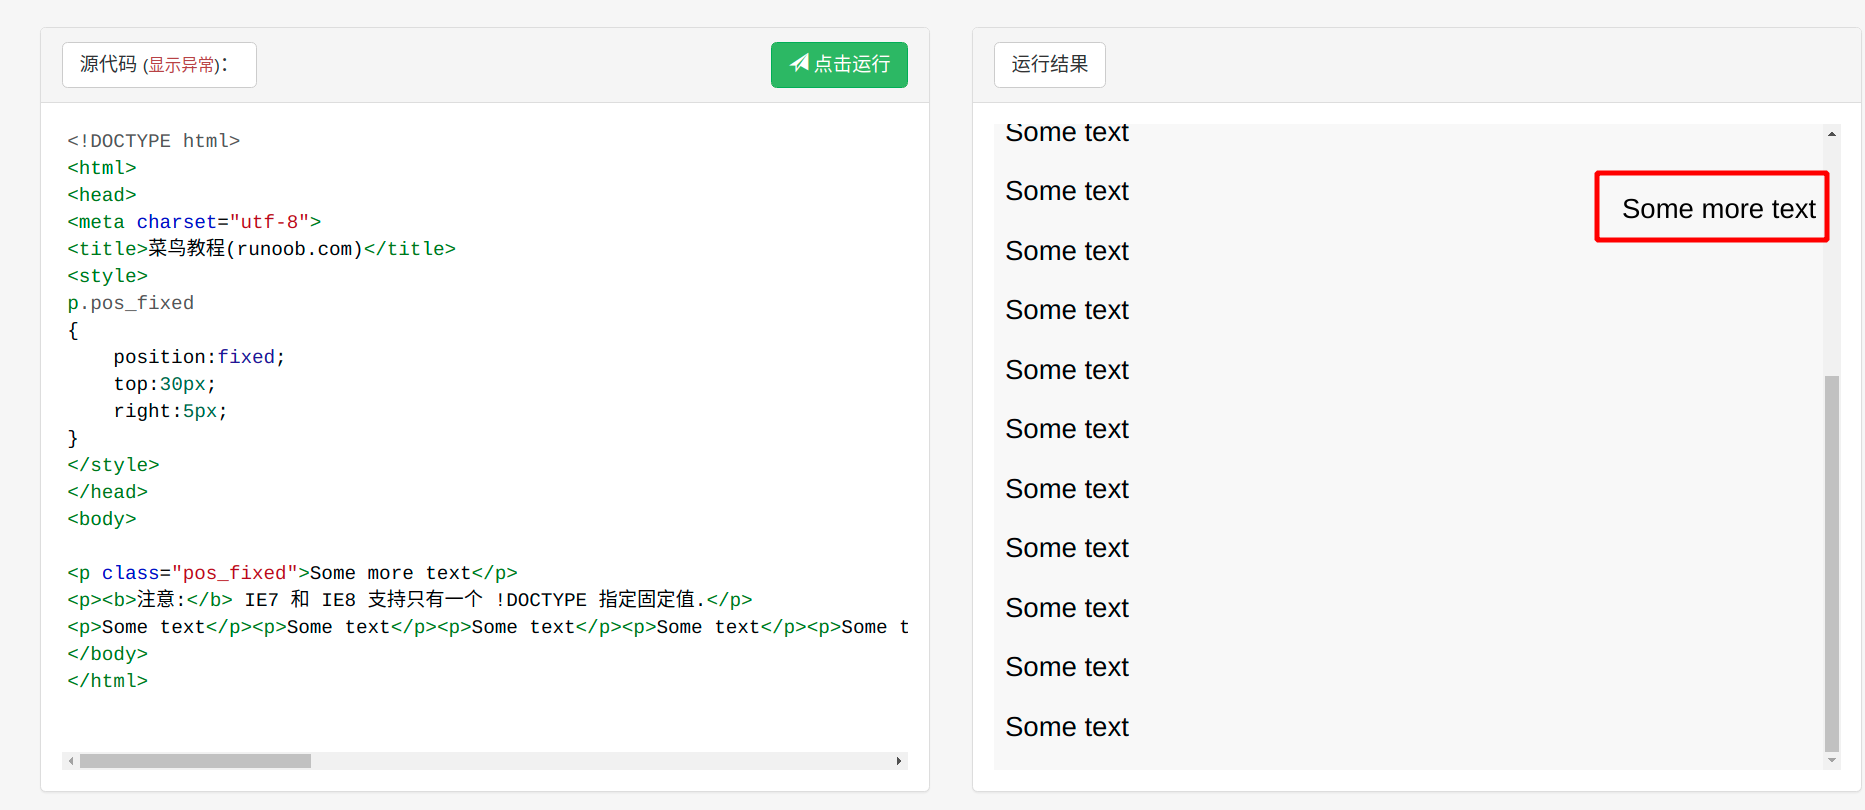 源代码 (显示异常)：
点击运行
<!DOCTYPE html>
<html>
<head>
<meta charset="utf-8">
<title>菜鸟教程(runoob.com)</title>
<style>
p.pos_fixed
{
    position:fixed;
    top:30px;
    right:5px;
}
</style>
</head>
<body>
<p class="pos_fixed">Some more text</p>
<p><b>注意:</b> IE7 和 IE8 支持只有一个 !DOCTYPE 指定固定值.</p>
<p>Some text</p><p>Some text</p><p>Some text</p><p>Some text</p><p>Some t
</body>
</html>
运行结果
Some text
Some text
Some more text
Some text
Some text
Some text
Some text
Some text
Some text
Some text
Some text
Some text